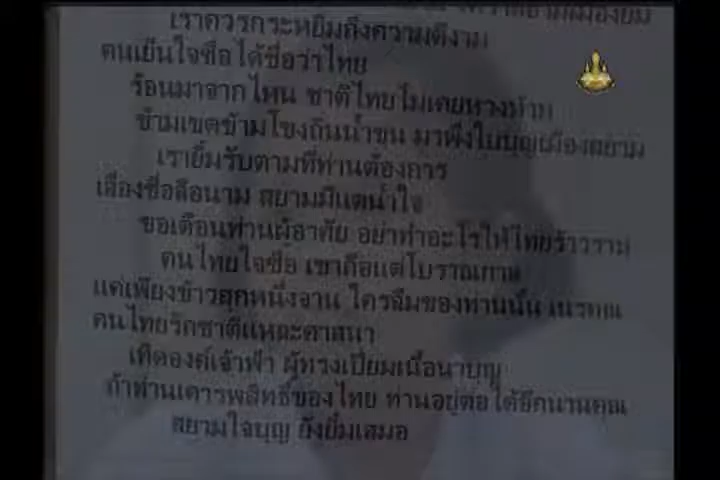 เราควรกระหยิ่มถึงความดีงาม
คนเย็นใจซื่อได้ชื่อว่าไทย
ร้อนมาจากไหน ชาติไทยไม่เคยหวงห้าม
ข้ามเขตข้ามโขงถิ่นน้ำขุ่น มาพึ่งใบบุญเมืองสยาม
เรายิ้มรับตามที่ท่านต้องการ
เลื่องชื่อลือนาม สยามมีแต่น้ำใจ
ขอเตือนท่านผู้อาศัย อย่าทำอะไรให้ไทยร้าวราน
คนไทยใจซื่อ เขาถือแต่โบราณกาล
แค่เพียงข้าวสุกหนึ่งจาน ใครลืมของท่านนั้น เนรคุณ
คนไทยรักชาติและศาสนา
เทิดองค์เจ้าฟ้า ผู้ทรงเปี่ยมเนื้อนาบุญ
ถ้าท่านเคารพสิทธิ์ของไทย ท่านอยู่ต่อได้อีกนานคุณ
สยามใจบุญ ยังยิ้มเสมอ